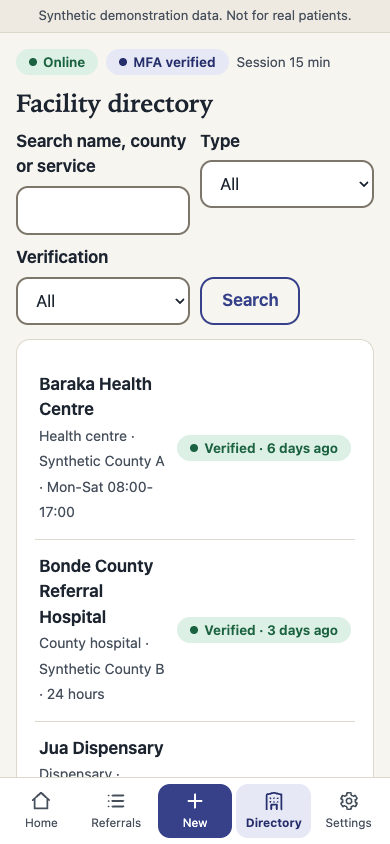 Synthetic demonstration data. Not for real patients.
Online
MFA verified
Session 15 min
Facility directory
Search name, county
or service
Type
All
Verification
All
Search
Baraka Health
Centre
Health centre ·
Synthetic County A
· Mon-Sat 08:00-
17:00
Verified · 6 days ago
Bonde County
Referral
Hospital
County hospital ·
Synthetic County B
· 24 hours
Verified · 3 days ago
Jua Dispensary
Dispensary ·
Home
Referrals
New
Directory
Settings